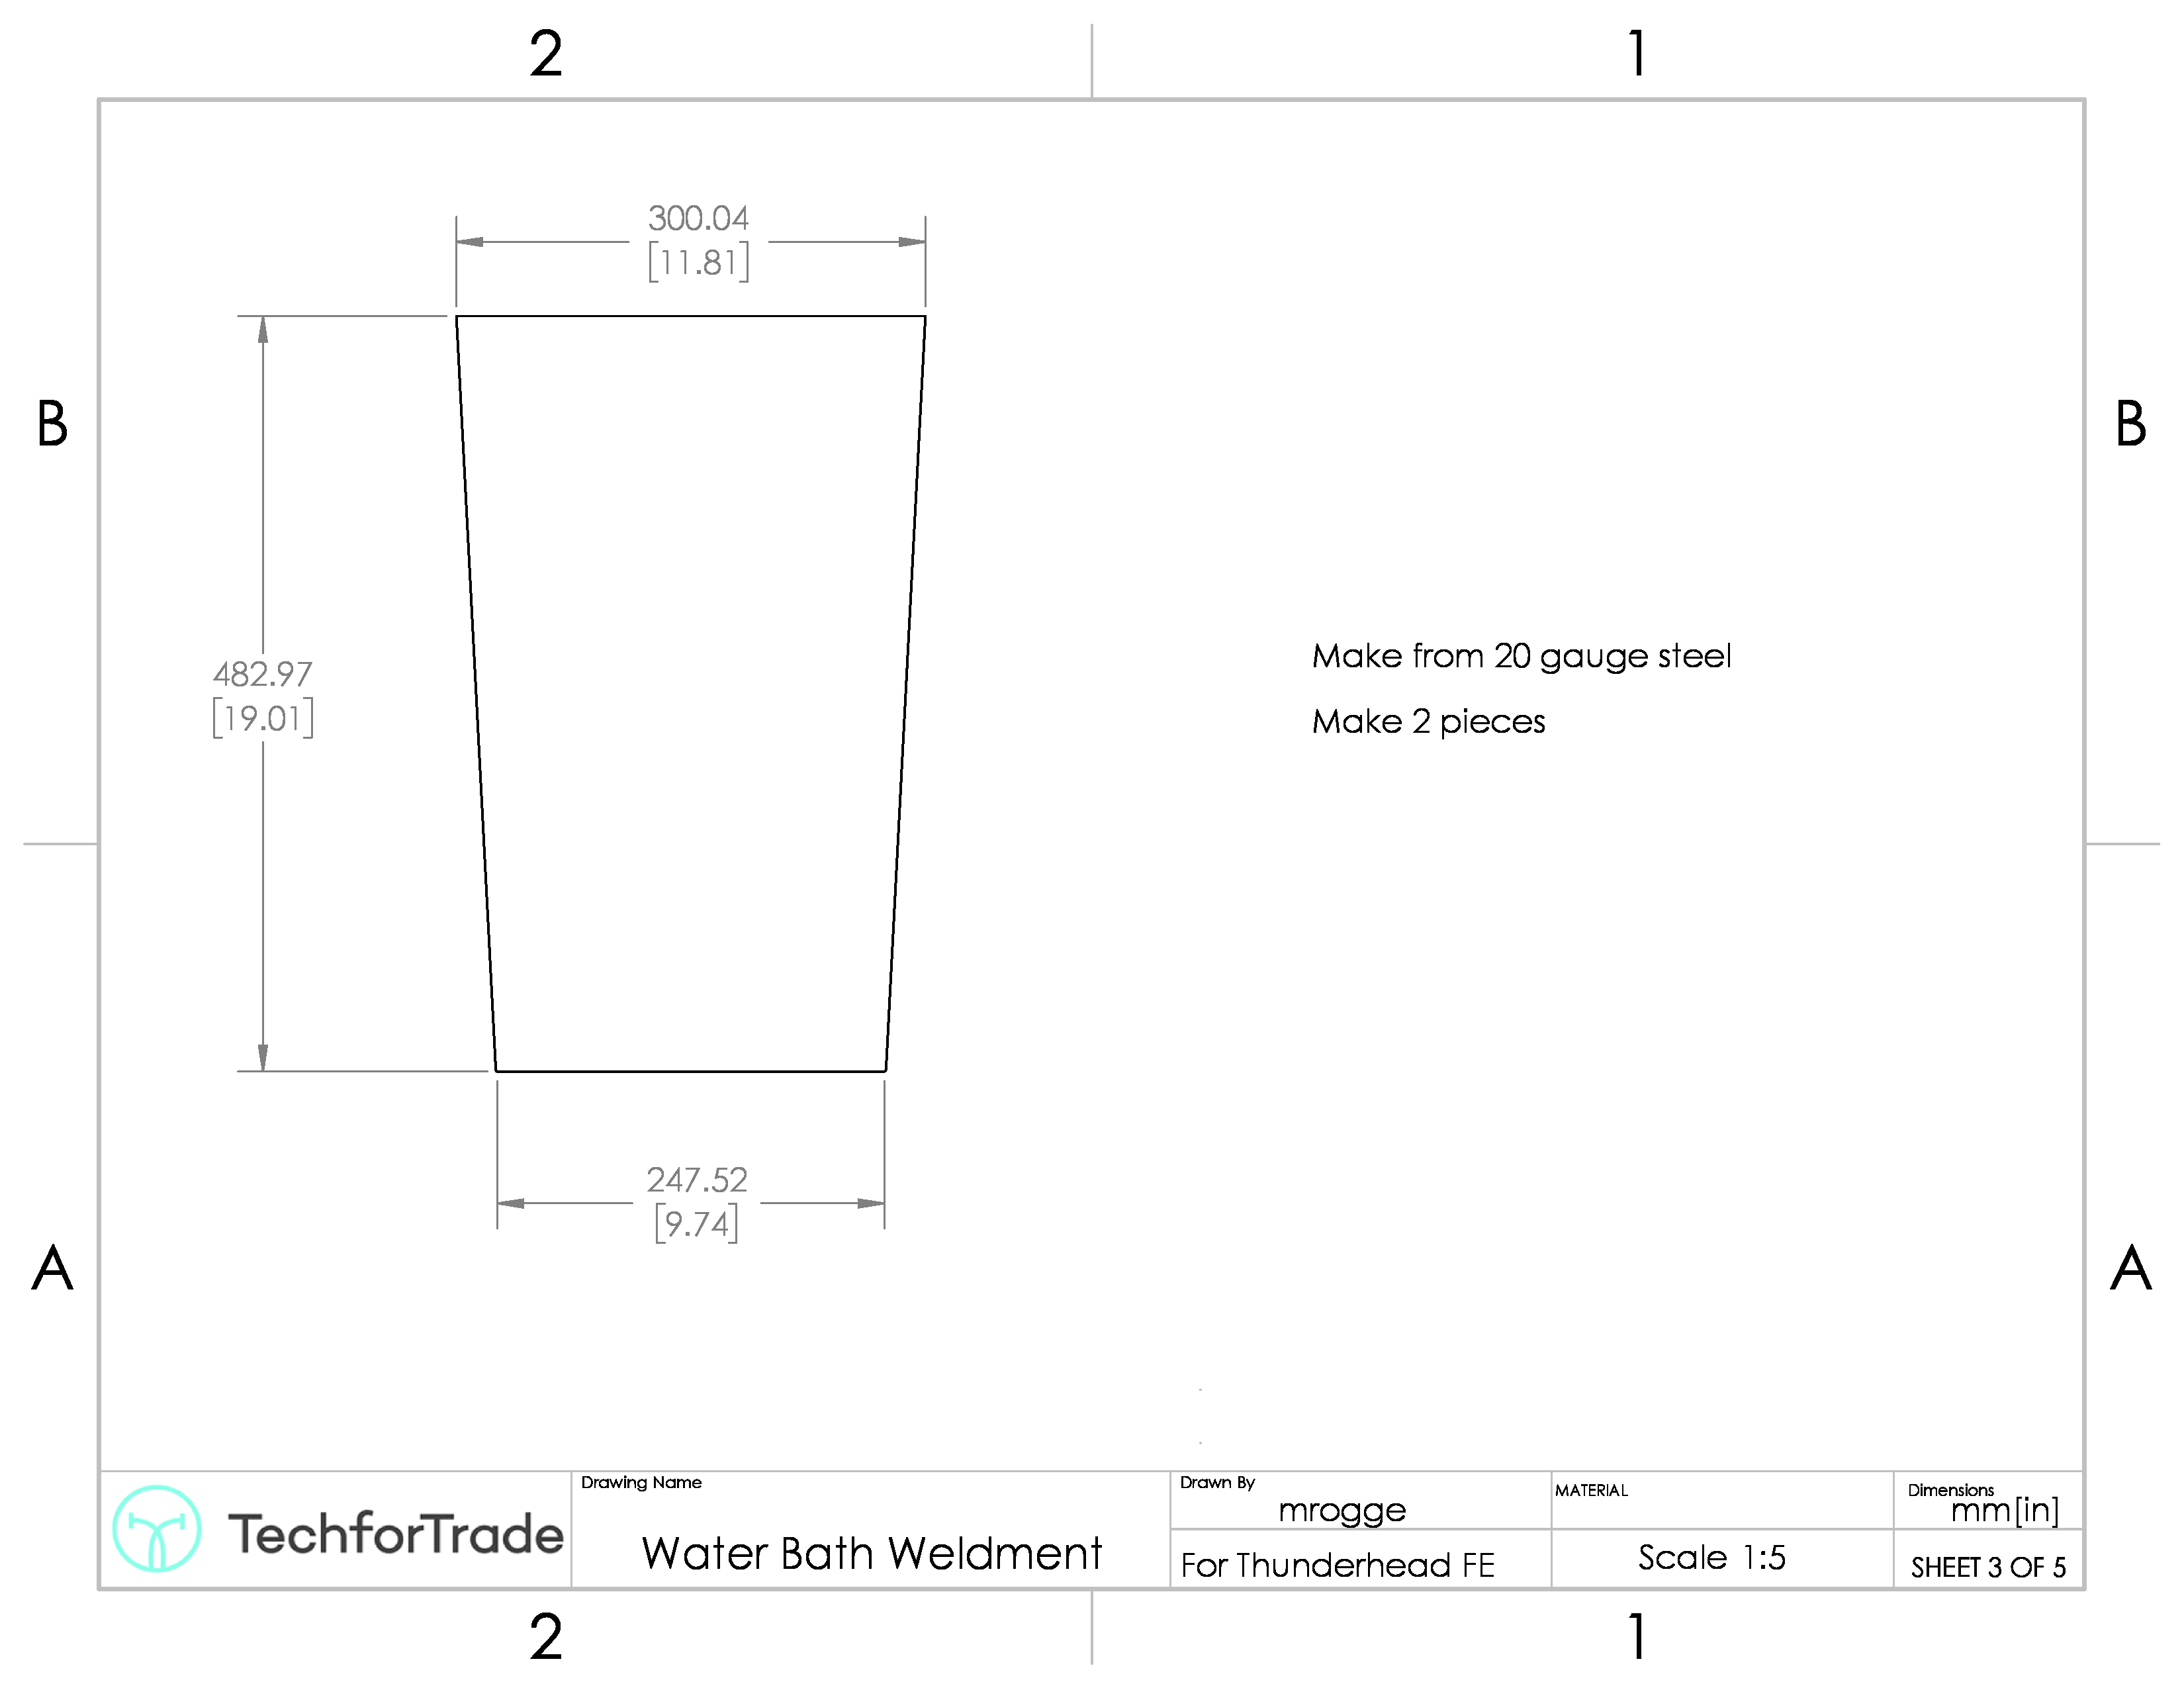 2 1
300.04
[11.81]
B B
482.97
[19.01]
Make from 20 gauge steel
Make 2 pieces
247.52
[9.74]
A A
TechforTrade
Drawing Name
Water Bath Weldment
Drawn By
mrogge
For Thunderhead FE
MATERIAL
Scale 1:5
Dimensions
mm[in]
SHEET 3 OF 5
2 1